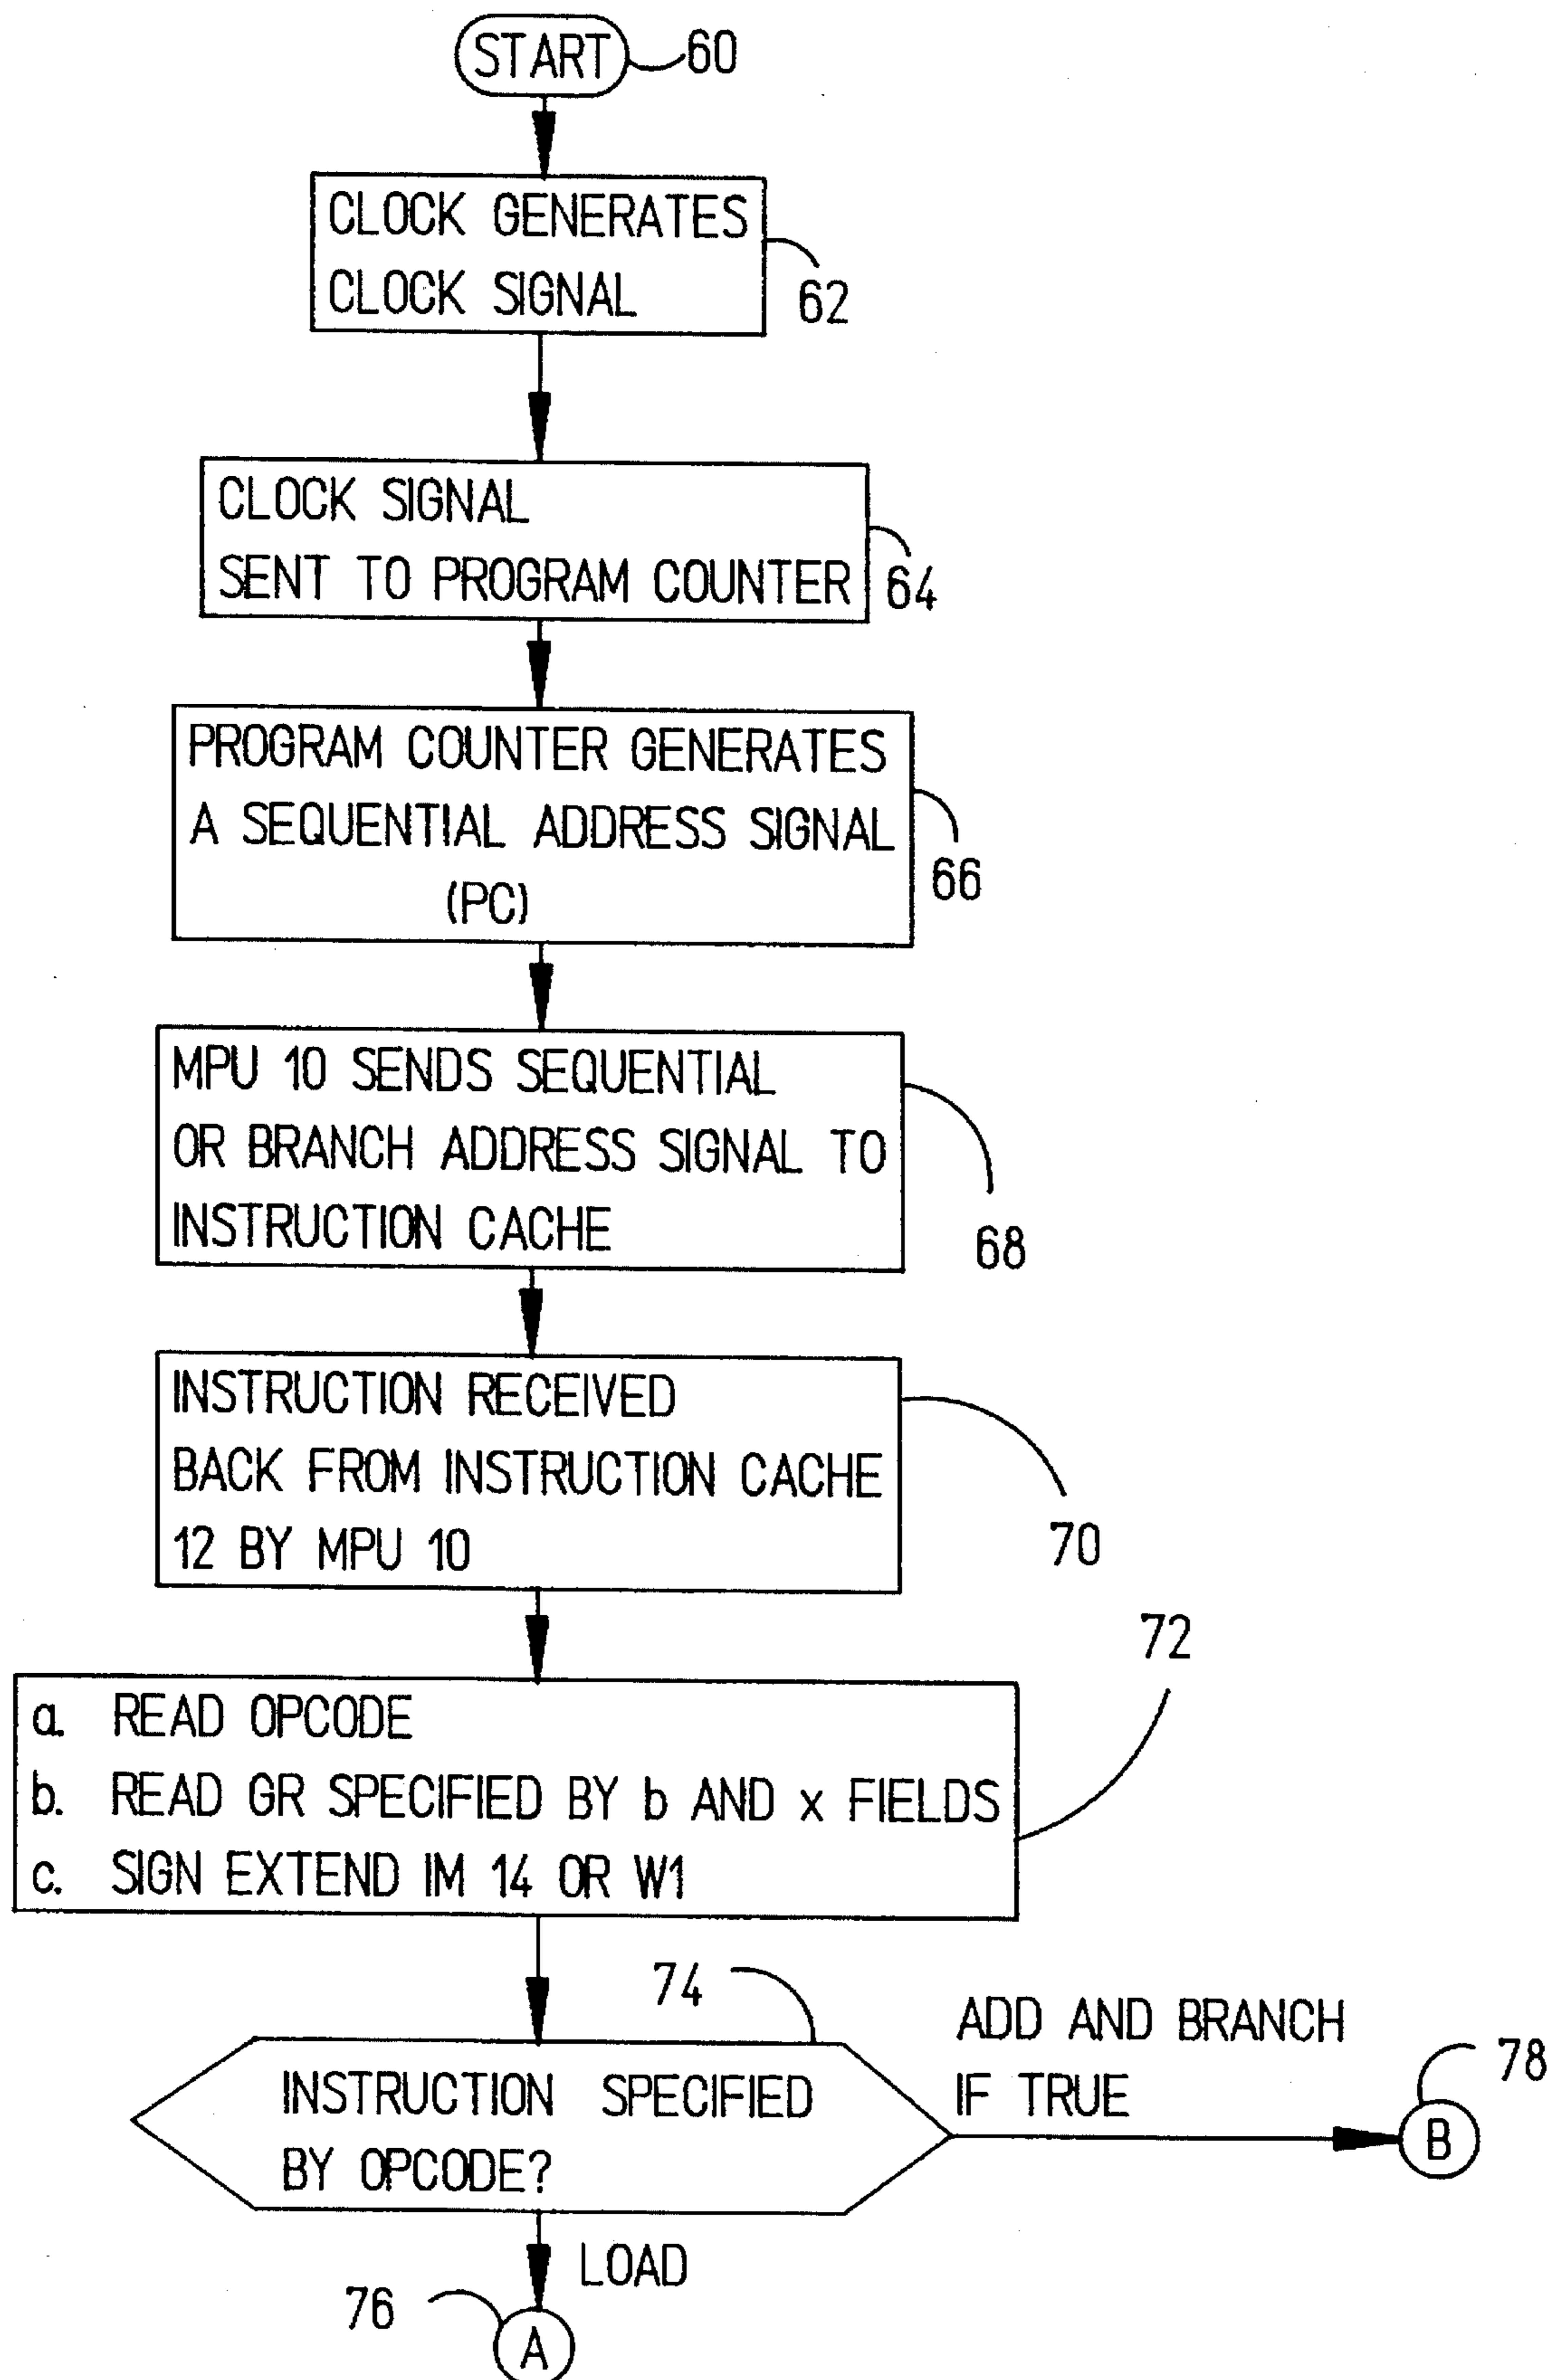 START
60
CLOCK GENERATES
CLOCK SIGNAL
62
CLOCK SIGNAL
SENT TO PROGRAM COUNTER
64
PROGRAM COUNTER GENERATES
A SEQUENTIAL ADDRESS SIGNAL
(PC)
66
MPU 10 SENDS SEQUENTIAL
OR BRANCH ADDRESS SIGNAL TO
INSTRUCTION CACHE
68
INSTRUCTION RECEIVED
BACK FROM INSTRUCTION CACHE
12 BY MPU 10
70
72
a. READ OPCODE
b. READ GR SPECIFIED BY b AND x FIELDS
c. SIGN EXTEND IM 14 OR W1
74
INSTRUCTION SPECIFIED
BY OPCODE?
ADD AND BRANCH
IF TRUE
78
B
LOAD
76
A